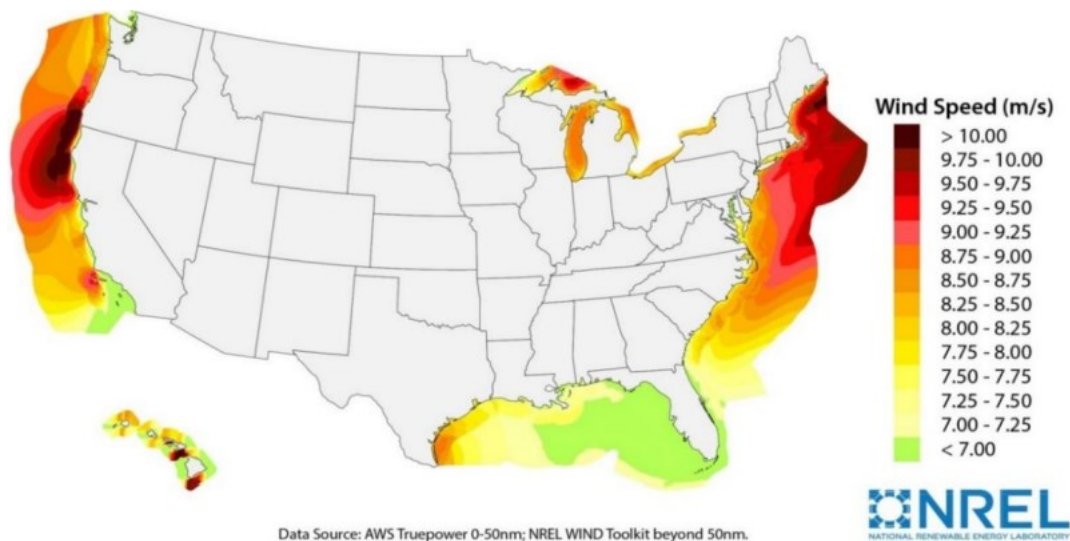 Wind Speed (m/s)
> 10.00
9.75 - 10.00
9.50 - 9.75
9.25 - 9.50
9.00 - 9.25
8.75 - 9.00
8.50 - 8.75
8.25 - 8.50
8.00 - 8.25
7.75 - 8.00
7.50 - 7.75
7.25 - 7.50
7.00 - 7.25
< 7.00
NREL
NATIONAL RENEWABLE ENERGY LABORATORY
Data Source: AWS Truepower 0-50nm; NREL WIND Toolkit beyond 50nm.